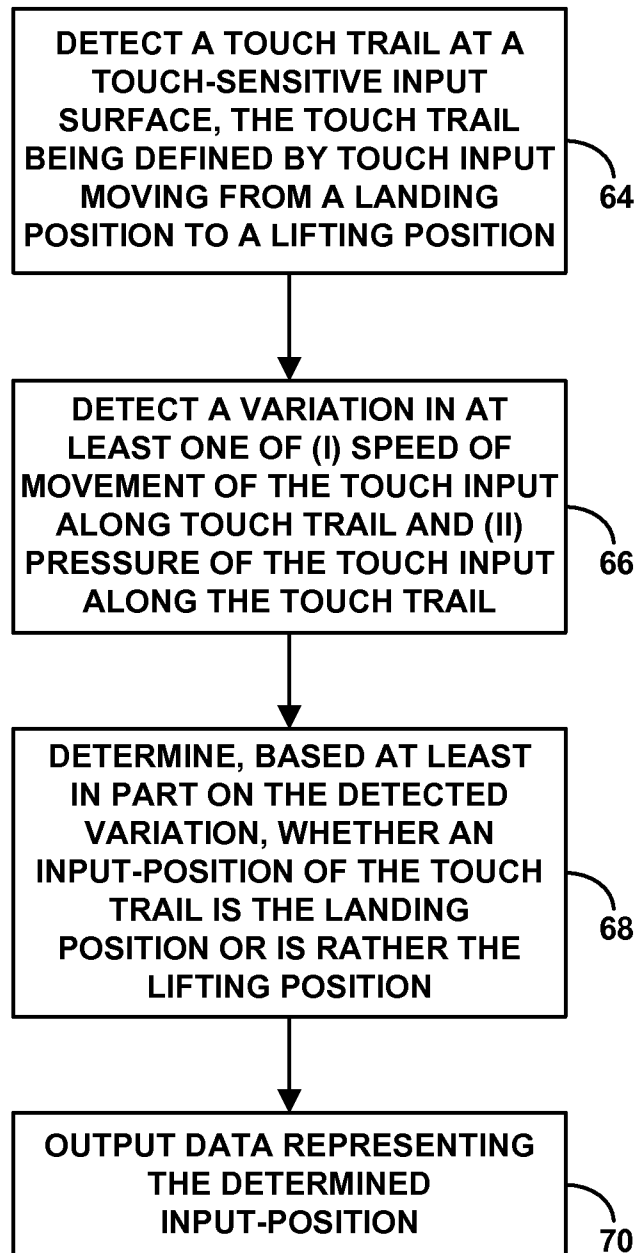 DETECT A TOUCH TRAIL AT A
TOUCH-SENSITIVE INPUT
SURFACE, THE TOUCH TRAIL
BEING DEFINED BY TOUCH INPUT
MOVING FROM A LANDING
POSITION TO A LIFTING POSITION
64
DETECT A VARIATION IN AT
LEAST ONE OF (I) SPEED OF
MOVEMENT OF THE TOUCH INPUT
ALONG TOUCH TRAIL AND (II)
PRESSURE OF THE TOUCH INPUT
ALONG THE TOUCH TRAIL
66
DETERMINE, BASED AT LEAST
IN PART ON THE DETECTED
VARIATION, WHETHER AN
INPUT-POSITION OF THE TOUCH
TRAIL IS THE LANDING
POSITION OR IS RATHER THE
LIFTING POSITION
68
OUTPUT DATA REPRESENTING
THE DETERMINED
INPUT-POSITION
70